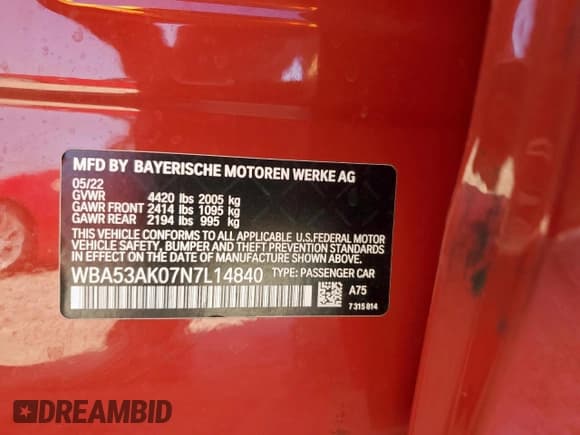 MFD BY BAYERISCHE MOTOREN WERKE AG
05/22
GVWR 4420 lbs 2005 kg
GAWR FRONT 2414 lbs 1095 kg
GAWR REAR 2194 lbs 995 kg
THIS VEHICLE CONFORMS TO ALL APPLICABLE U.S.FEDERAL MOTOR
VEHICLE SAFETY, BUMPER AND THEFT PREVENTION STANDARDS
IN EFFECT ON THE DATE OF MANUFACTURE SHOWN ABOVE.
WBA53AK07N7L14840 TYPE: PASSENGER CAR
A75
7 315 814
DREAMBID